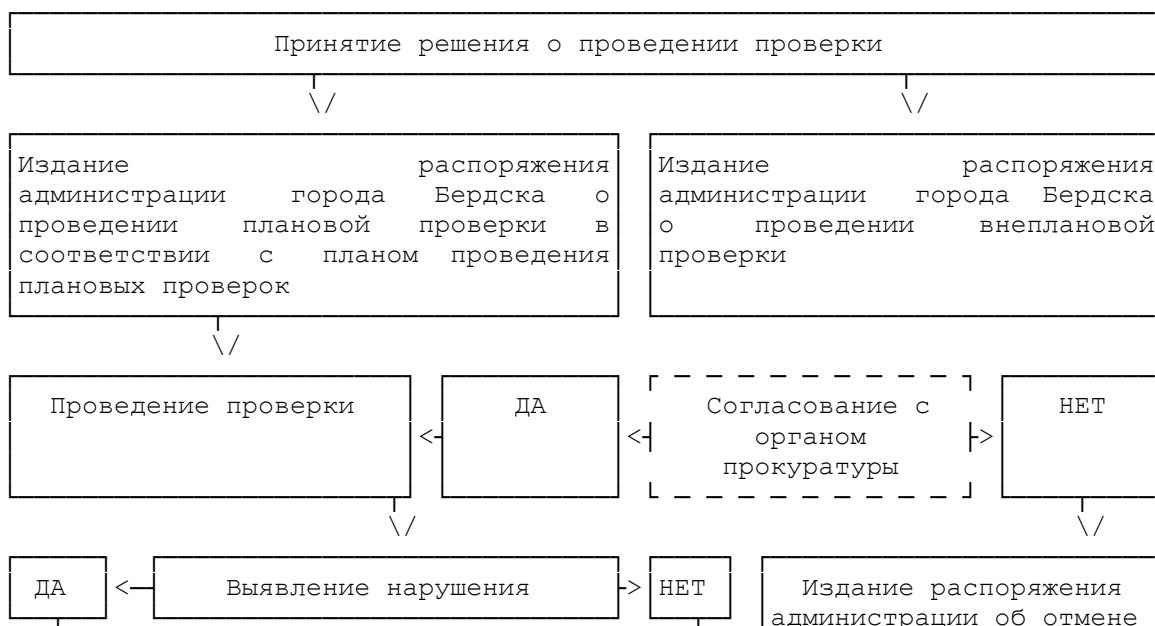 Принятие решения о проведении проверки
Издание распоряжения
администрации города Бердска о
проведении плановой проверки в
соответствии с планом проведения
плановых проверок
Издание распоряжения
администрации города Бердска
о проведении внеплановой
проверки
Проведение проверки
ДА
Согласование с
органом
прокуратуры
НЕТ
ДА
Выявление нарушения
НЕТ
Издание распоряжения
администрации об отмене